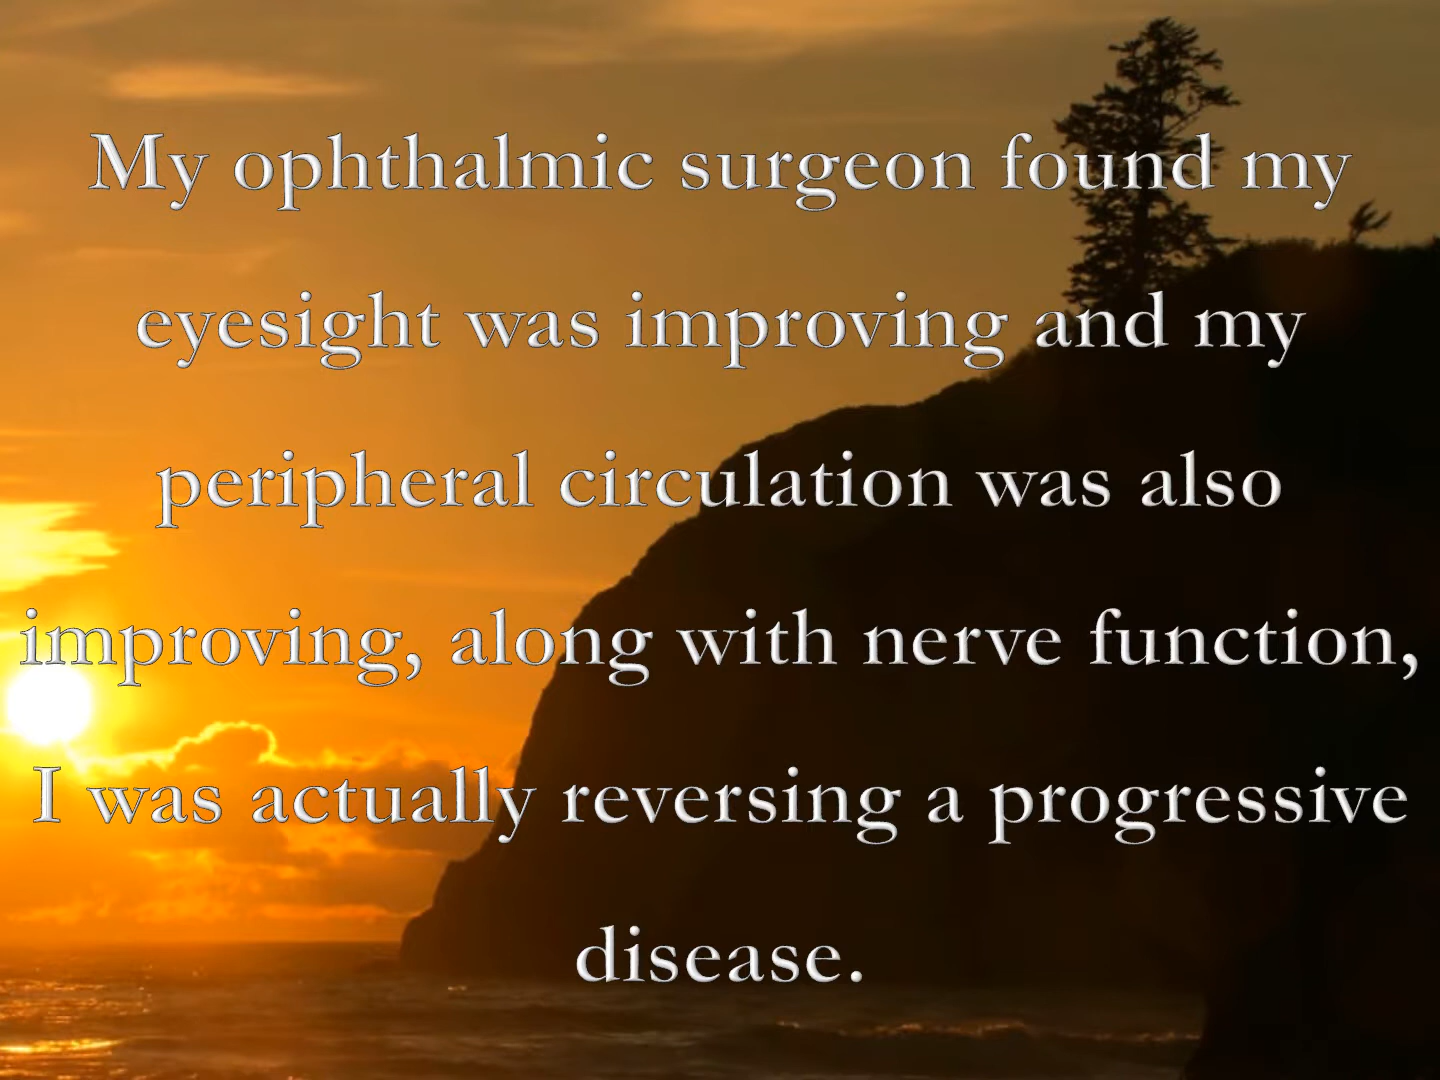 My ophthalmic surgeon found my
eyesight was improving and my
peripheral circulation was also
improving, along with nerve function,
I was actually reversing a progressive
disease.